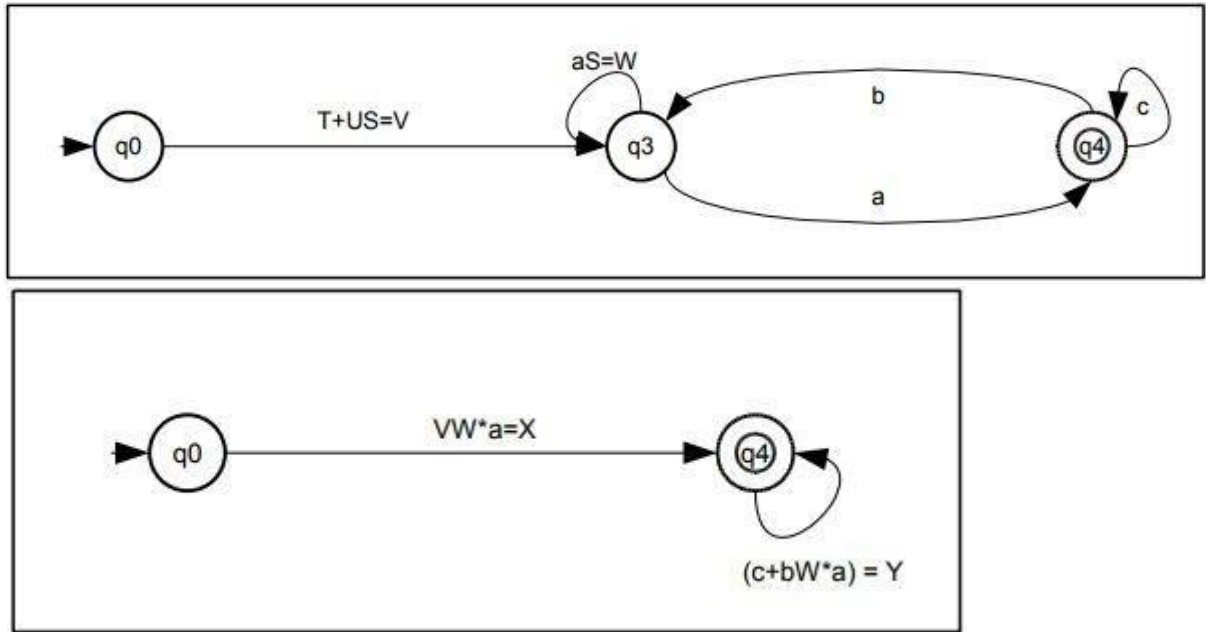 aS=W
T+US=V
b
c
q0
q3
q4
a
VW*a=X
q0
q4
(c+bW*a) = Y